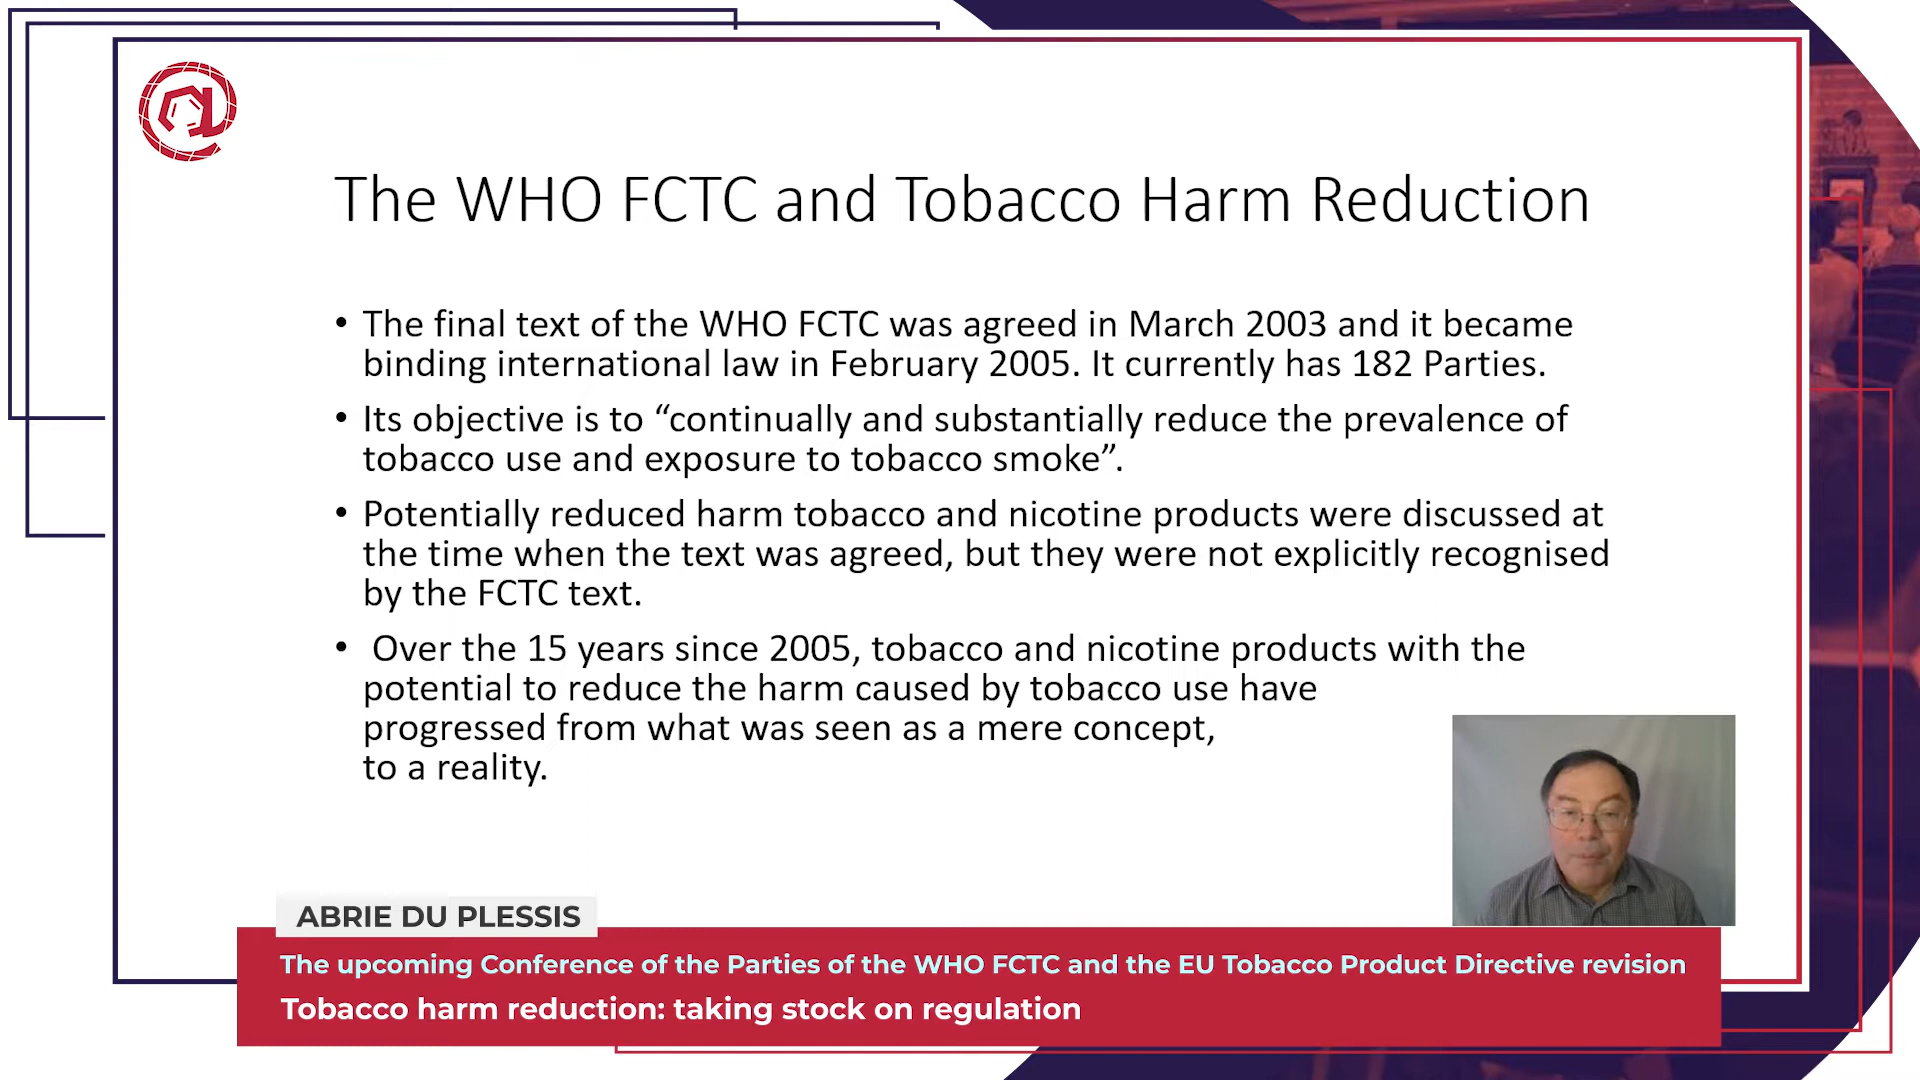 The WHO FCTC and Tobacco Harm Reduction
• The final text of the WHO FCTC was agreed in March 2003 and it became
binding international law in February 2005. It currently has 182 Parties.
• Its objective is to “continually and substantially reduce the prevalence of
tobacco use and exposure to tobacco smoke”.
• Potentially reduced harm tobacco and nicotine products were discussed at
the time when the text was agreed, but they were not explicitly recognised
by the FCTC text.
• Over the 15 years since 2005, tobacco and nicotine products with the
potential to reduce the harm caused by tobacco use have
progressed from what was seen as a mere concept,
to a reality.
ABRIE DU PLESSIS
The upcoming Conference of the Parties of the WHO FCTC and the EU Tobacco Product Directive revision
Tobacco harm reduction: taking stock on regulation